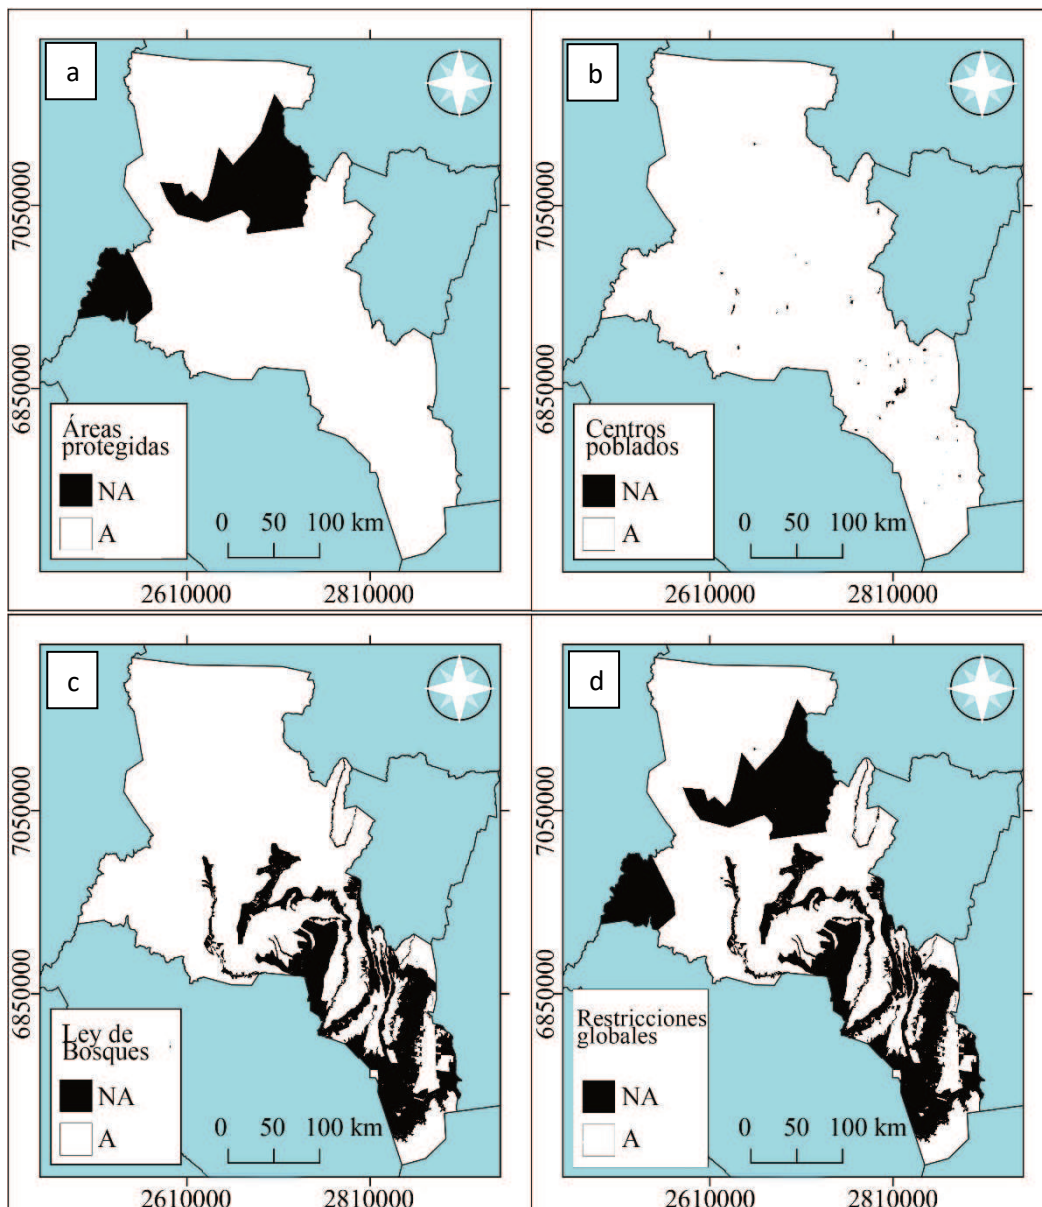 a
7050000
6850000
Áreas
protegidas
NA
A
0 50 100 km
2610000 2810000
b
7050000
6850000
Centros
poblados
NA
A
0 50 100 km
2610000 2810000
c
7050000
6850000
Ley de
Bosques
NA
A
0 50 100 km
2610000 2810000
d
7050000
6850000
Restricciones
globales
NA
A
0 50 100 km
2610000 2810000